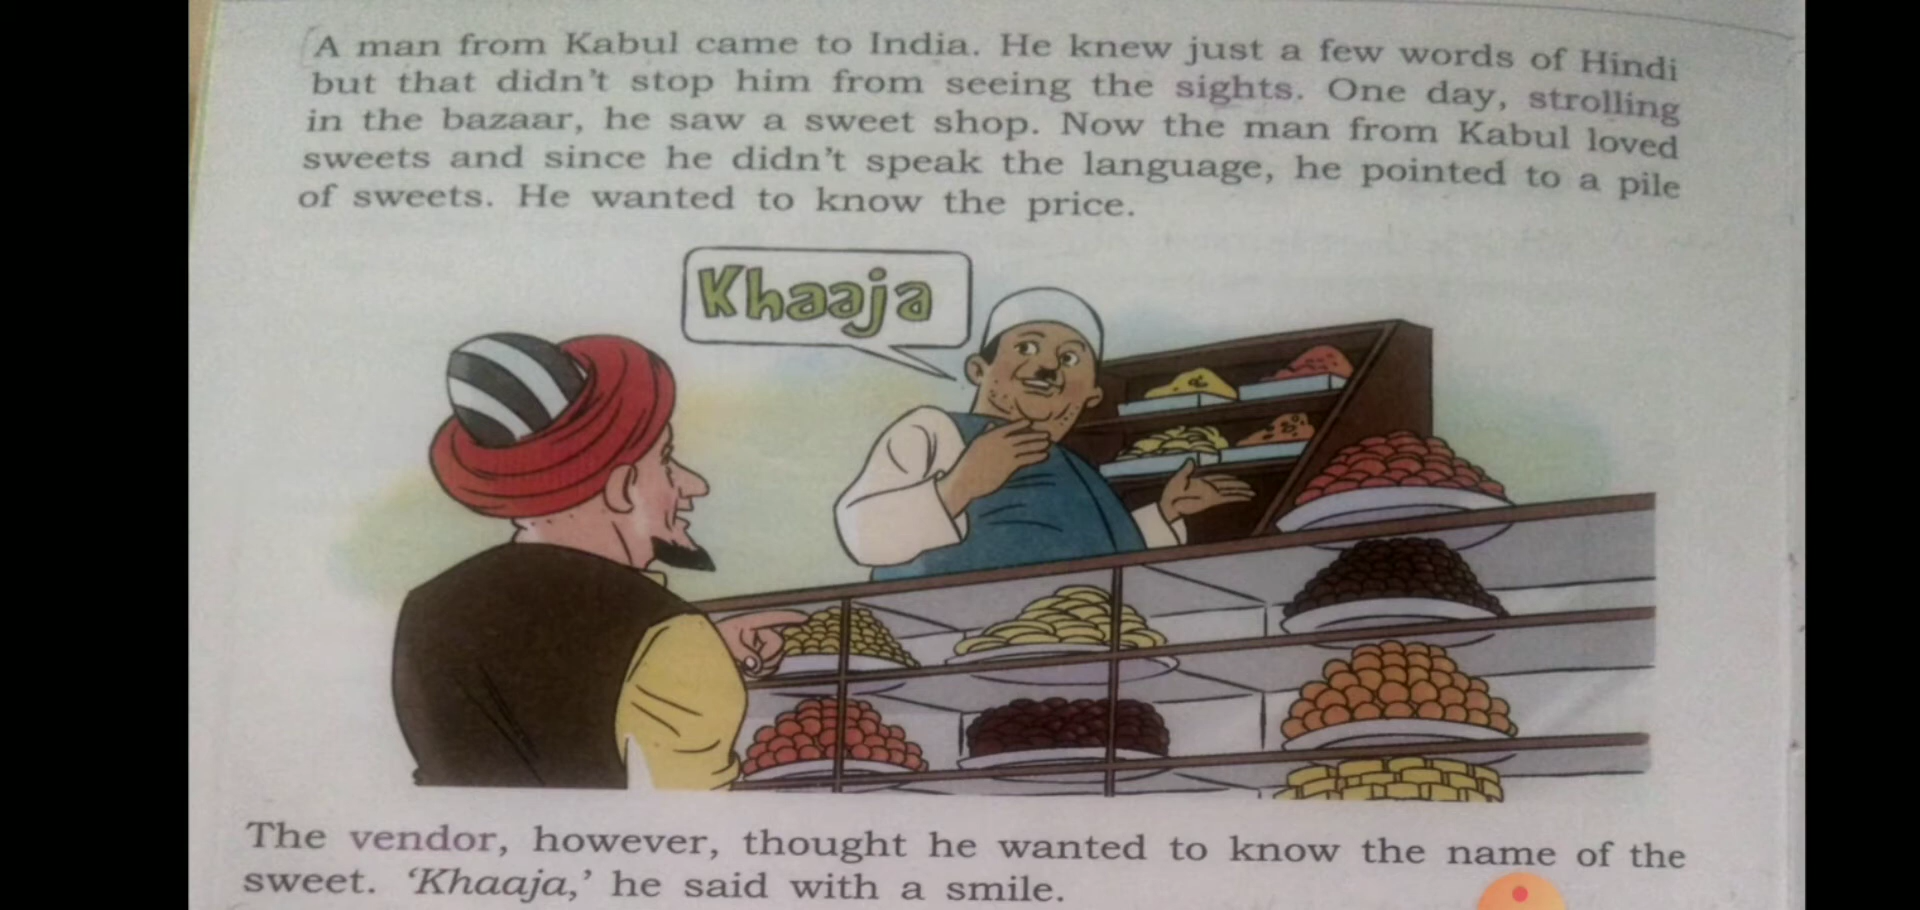 A man from Kabul came to India. He knew just a few words of Hindi
but that didn't stop him from seeing the sights. One day, strolling
in the bazaar, he saw a sweet shop. Now the man from Kabul loved
sweets and since he didn't speak the language, he pointed to a pile
of sweets. He wanted to know the price.
Khaaja
The vendor, however, thought he wanted to know the name of the
sweet. 'Khaaja,' he said with a smile.